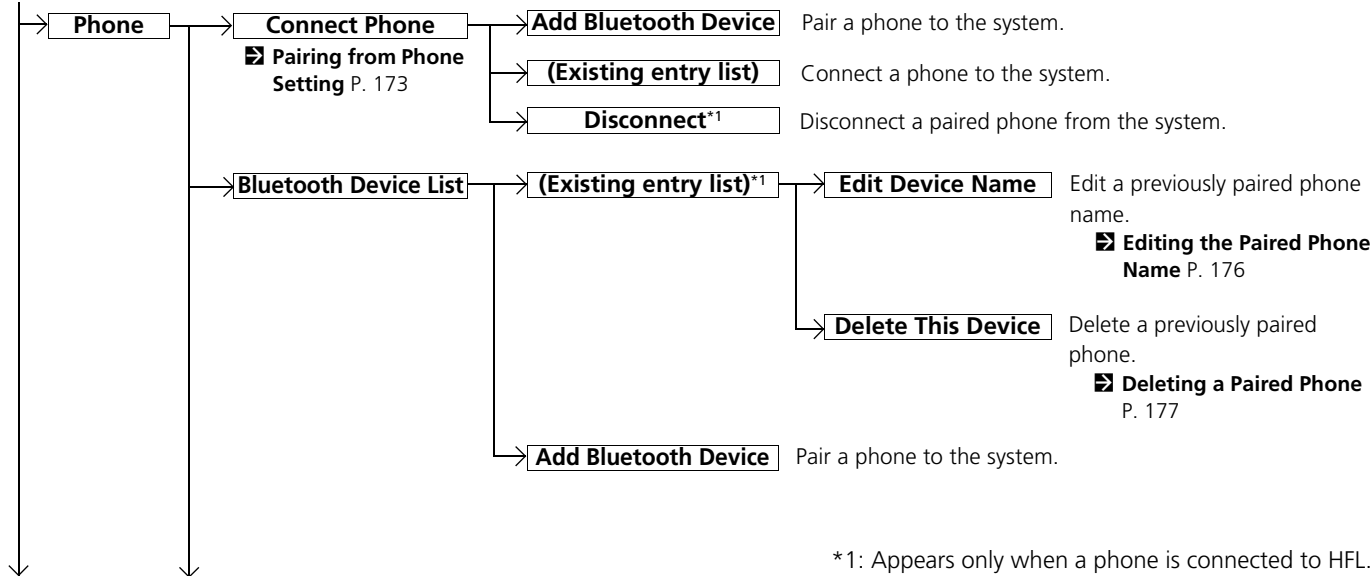 Phone
Connect Phone
Pairing from Phone
Setting P. 173
Add Bluetooth Device
Pair a phone to the system.
(Existing entry list)
Connect a phone to the system.
Disconnect*1
Disconnect a paired phone from the system.
Bluetooth Device List
(Existing entry list)*1
Edit Device Name
Edit a previously paired phone
name.
Editing the Paired Phone
Name P. 176
Delete This Device
Delete a previously paired
phone.
Deleting a Paired Phone
P. 177
Add Bluetooth Device
Pair a phone to the system.
*1: Appears only when a phone is connected to HFL.